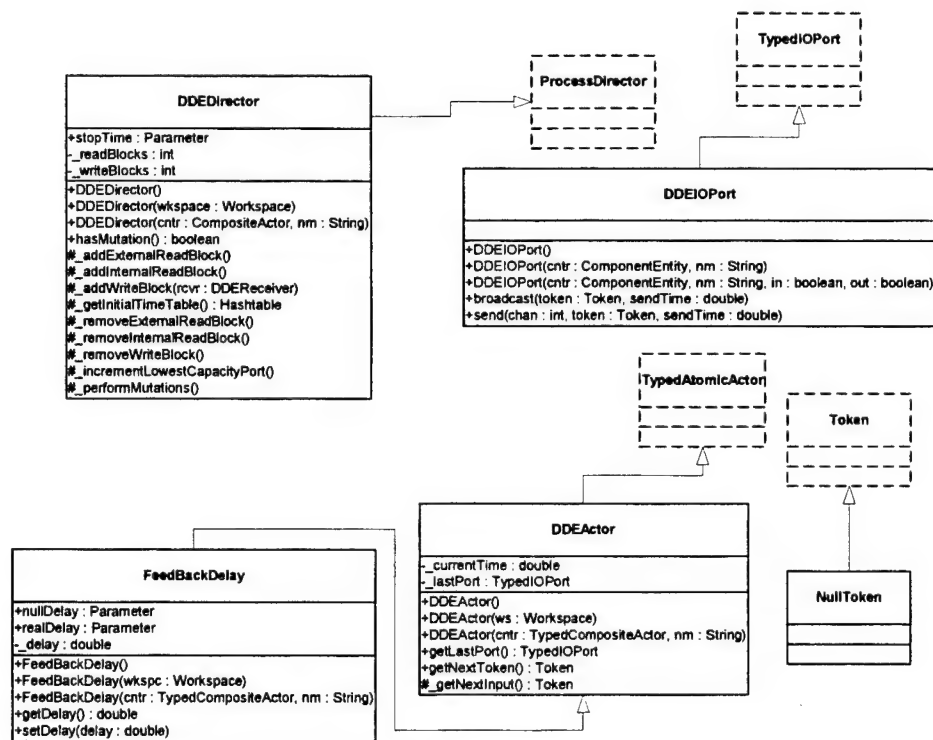 TypedIOPort
ProcessDirector
DDEDirector
+stopTime : Parameter
-_readBlocks : int
-_writeBlocks : int
+DDEDirector()
+DDEDirector(wkspace : Workspace)
+DDEDirector(cntr : CompositeActor, nm : String)
+hasMutation() : boolean
#_addExternalReadBlock()
#_addInternalReadBlock()
#_addWriteBlock(rcvr : DDEReceiver)
#_getInitialTimeTable() : Hashtable
#_removeExternalReadBlock()
#_removeInternalReadBlock()
#_removeWriteBlock()
#_incrementLowestCapacityPort()
#_performMutations()
DDEIOPort
+DDEIOPort()
+DDEIOPort(cntr : ComponentEntity, nm : String)
+DDEIOPort(cntr : ComponentEntity, nm : String, in : boolean, out : boolean)
+broadcast(token : Token, sendTime : double)
+send(chan : int, token : Token, sendTime : double)
TypedAtomicActor
Token
DDEActor
-_currentTime : double
-_lastPort : TypedIOPort
+DDEActor()
+DDEActor(ws : Workspace)
+DDEActor(cntr : TypedCompositeActor, nm : String)
+getLastPort() : TypedIOPort
+getNextToken() : Token
#_getNextInput() : Token
NullToken
FeedBackDelay
+nullDelay : Parameter
+realDelay : Parameter
-_delay : double
+FeedBackDelay()
+FeedBackDelay(wkspc : Workspace)
+FeedBackDelay(cntr : TypedCompositeActor, nm : String)
+getDelay() : double
+setDelay(delay : double)